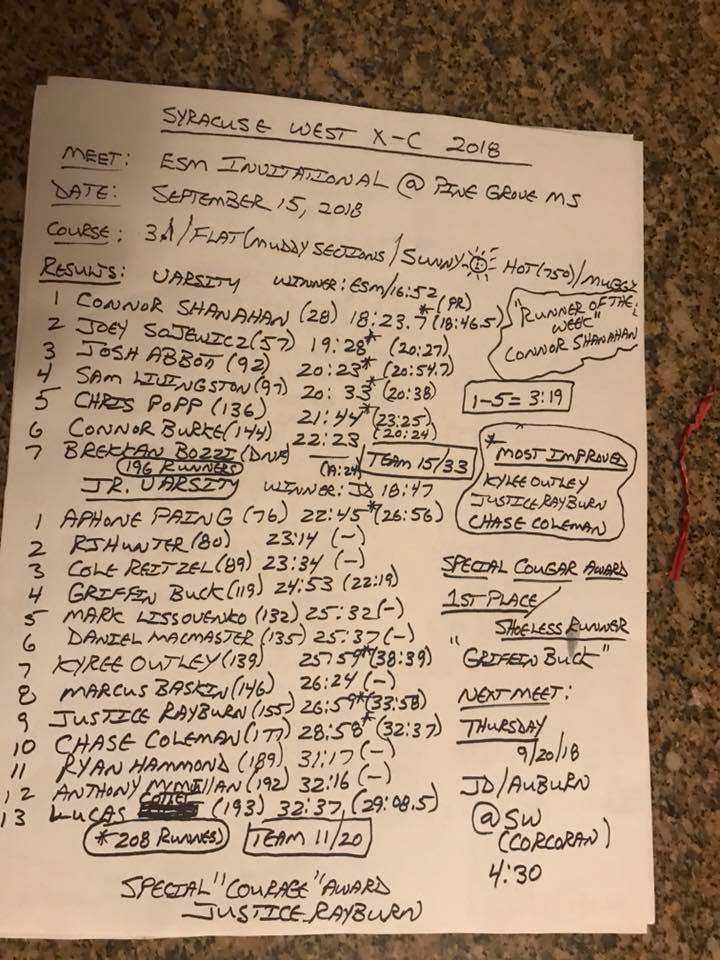 SYRACUSE WEST X-C 2018
MEET: ESM INVITATIONAL @ PINE GROVE MS
DATE: SEPTEMBER 15, 2018
COURSE: 3.1/FLAT (MUDDY SECTIONS / SUNNY HOT (750)/MUGGY
RESULTS: VARSITY WINNER: ESM/16:52
(PR)
1 CONNOR SHANAHAN (28) 18:23.7* (18:46.5)
2 JOEY SOJEWICZ (57) 19:28* (20:27)
3 JOSH ABBOT (92) 20:23* (20:54.7)
4 SAM LIVINGSTON (97) 20:33* (20:38)
5 CHRIS POPP (136) 21:44* (23:25)
6 CONNOR BURKE (144) 22:23 (20:24)
7 BREKKAN BOZZI (DNF) — (19:24)
196 RUNNERS
TEAM 15/33
"RUNNER OF THE
WEEK"
CONNOR SHANAHAN
1-5 = 3:19
* MOST IMPROVED
KYREE OUTLEY
JUSTICE RAYBURN
CHASE COLEMAN
JR. VARSITY WINNER: JD 18:47
1 APHONE PAING (76) 22:45* (26:56)
2 RJ HUNTER (80) 23:14 (-)
3 COLE REITZEL (89) 23:34 (-)
4 GRIFFIN BUCK (119) 24:53 (22:19)
5 MARK LISSOVENKO (132) 25:32 (-)
6 DANIEL MACMASTER (135) 25:37 (-)
7 KYREE OUTLEY (139) 25:59* (38:39)
8 MARCUS BASKIN (146) 26:24 (-)
9 JUSTICE RAYBURN (155) 26:59* (33:58)
10 CHASE COLEMAN (177) 28:58* (32:37)
11 RYAN HAMMOND (189) 31:17 (-)
12 ANTHONY MCMILLAN (192) 32:16 (-)
13 LUCAS (193) 32:37 (29:08.5)
* 208 RUNNES
TEAM 11/20
SPECIAL COUGAR AWARD
1ST PLACE/
SHOELESS RUNNER
"GRIFFIN BUCK"
NEXT MEET:
THURSDAY
9/20/18
JD/AUBURN
@ SW
(CORCORAN)
4:30
SPECIAL "COURAGE" AWARD
JUSTICE RAYBURN